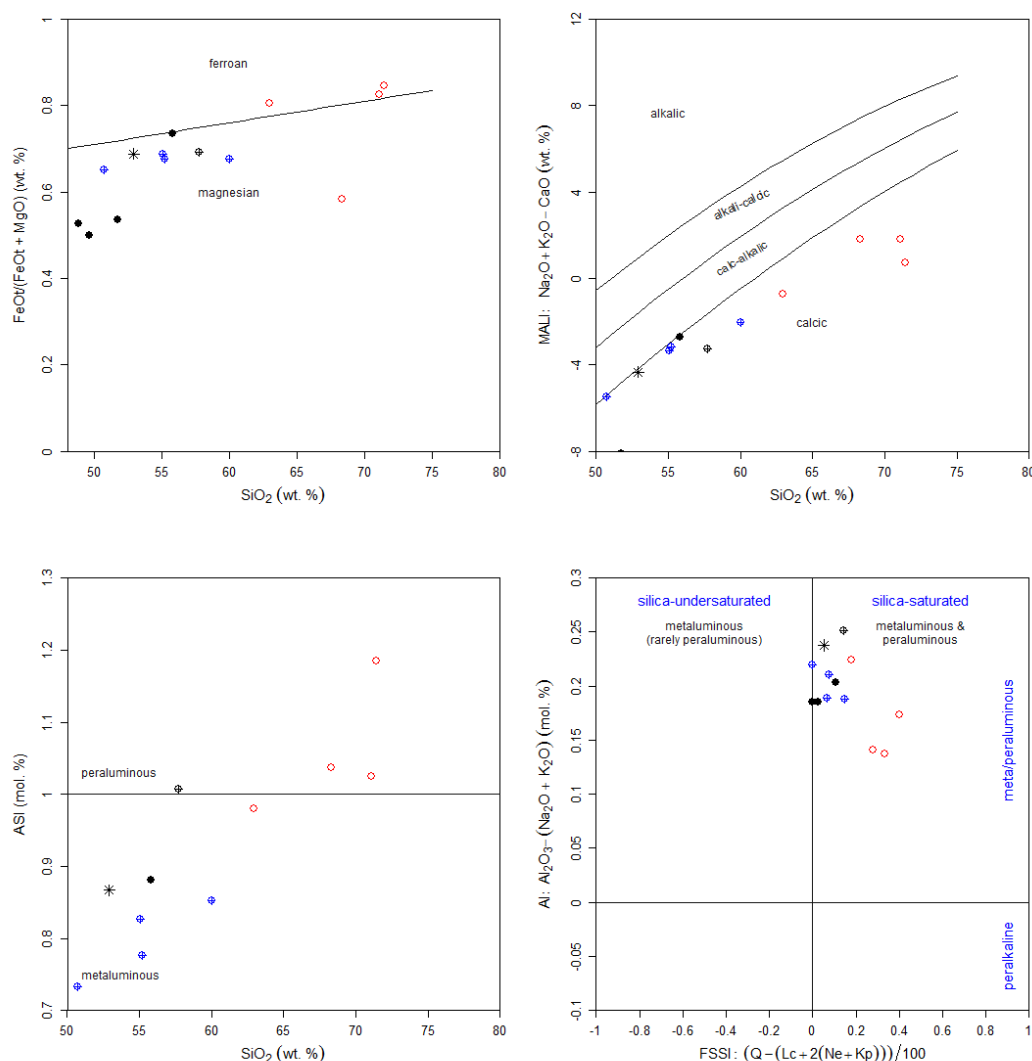 1
0.8
0.6
0.4
0.2
0
FeOt/(FeOt + MgO) (wt. %)
ferroan
magnesian
50
55
60
65
70
75
80
SiO₂ (wt. %)
12
8
4
0
-4
-8
MALI: Na₂O + K₂O − CaO (wt. %)
alkalic
alkali-calcic
calc-alkalic
calcic
50
55
60
65
70
75
80
SiO₂ (wt. %)
1.3
1.2
1.1
1
0.9
0.8
0.7
ASI (mol. %)
peraluminous
metaluminous
50
55
60
65
70
75
80
SiO₂ (wt. %)
0.3
0.25
0.2
0.15
0.1
0.05
0
-0.05
-0.1
AI: Al₂O₃ − (Na₂O + K₂O) (mol. %)
silica-undersaturated
metaluminous
(rarely peraluminous)
silica-saturated
metaluminous &
peraluminous
meta/peraluminous
peralkaline
-1
-0.8
-0.6
-0.4
-0.2
0
0.2
0.4
0.6
0.8
1
FSSI: (Q − (Lc + 2(Ne + Kp)))/100